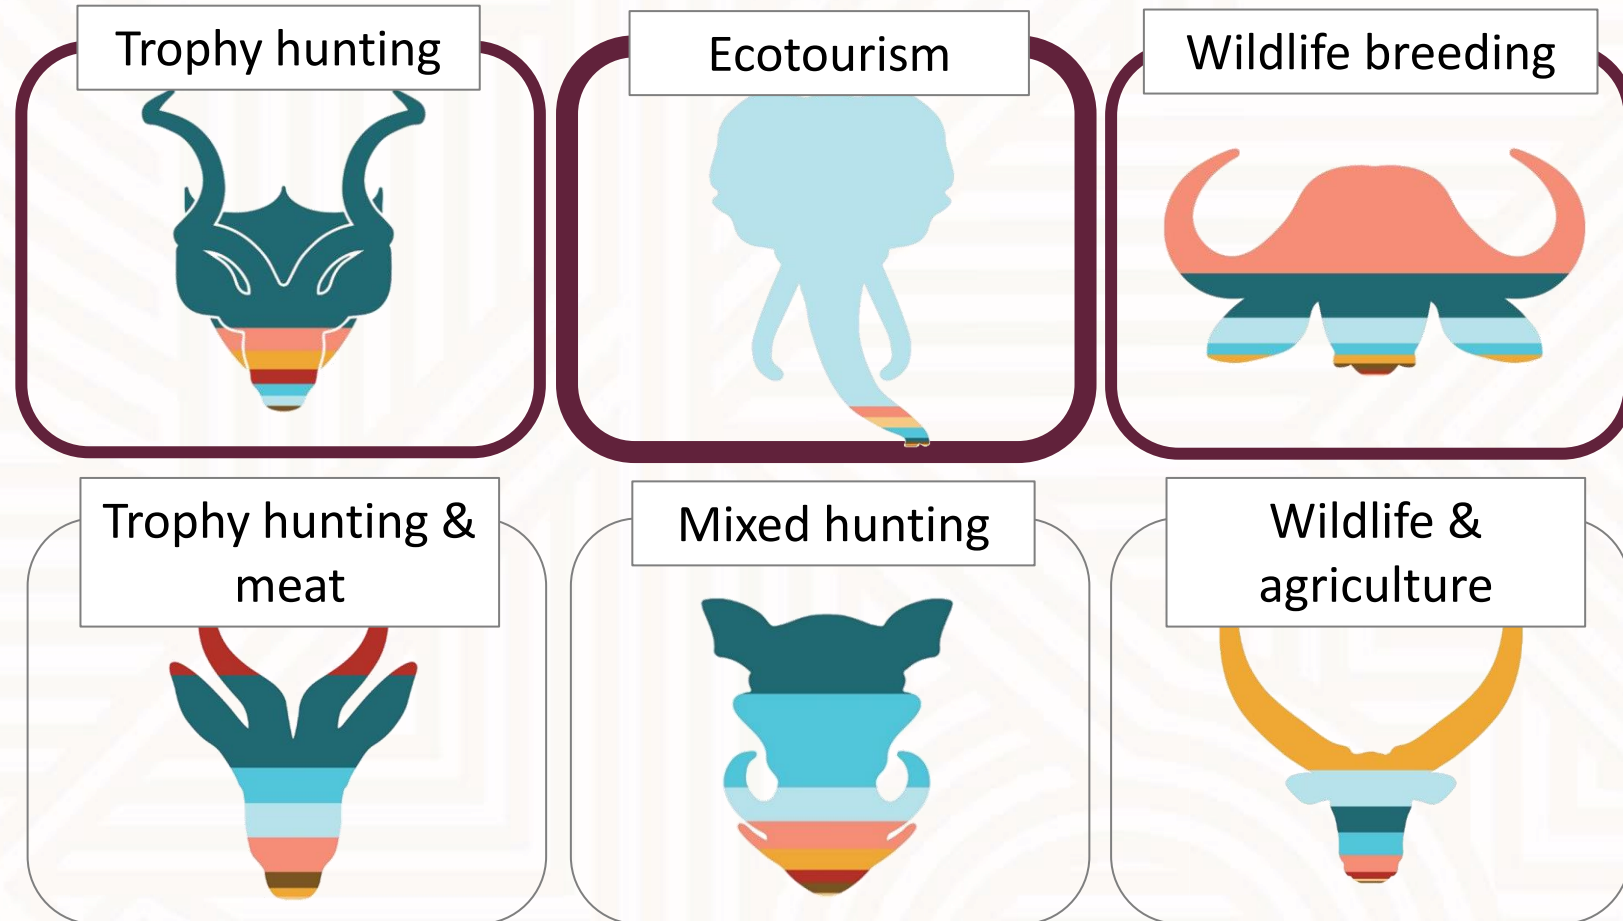 Trophy hunting
Ecotourism
Wildlife breeding
Trophy hunting &
meat
Mixed hunting
Wildlife &
agriculture